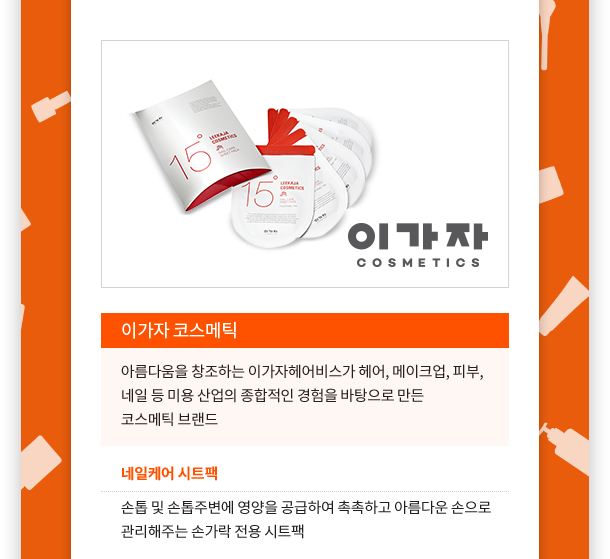 이가자
15°
LEEKAJA
COSMETICS
15°
LEEKAJA
COSMETICS
이가자
이가자
COSMETICS
이가자 코스메틱
아름다움을 창조하는 이가자헤어비스가 헤어, 메이크업, 피부,
네일 등 미용 산업의 종합적인 경험을 바탕으로 만든
코스메틱 브랜드
네일케어 시트팩
손톱 및 손톱주변에 영양을 공급하여 촉촉하고 아름다운 손으로
관리해주는 손가락 전용 시트팩